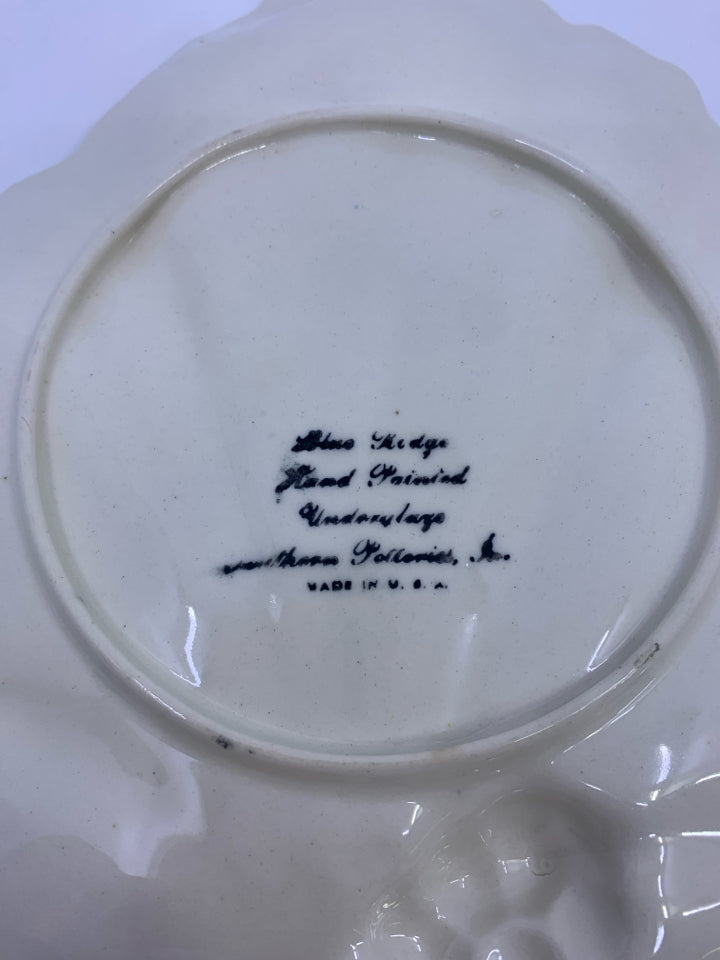 Blue Ridge
Hand Painted
Underglaze
Southern Potteries, Inc.
MADE IN U. S. A.